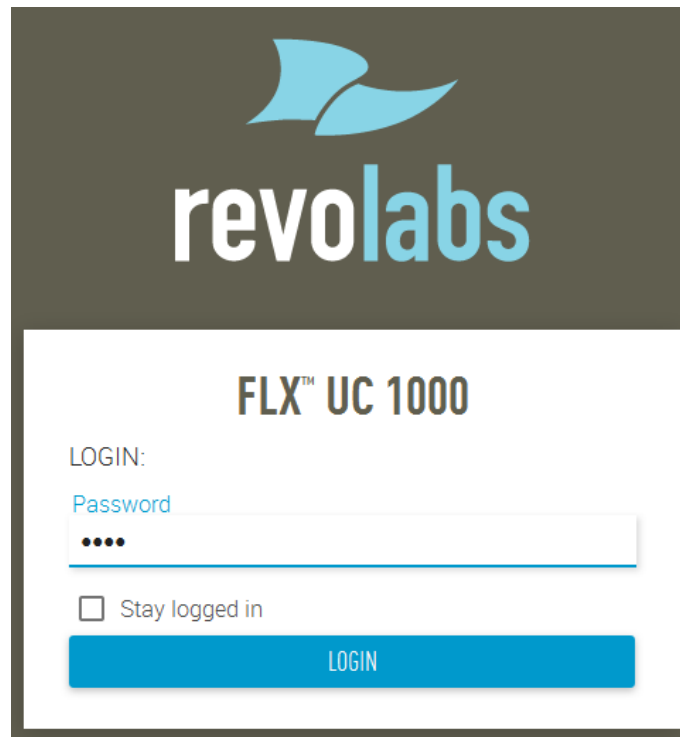 revolabs
FLX™ UC 1000
LOGIN:
Password
••••
Stay logged in
LOGIN